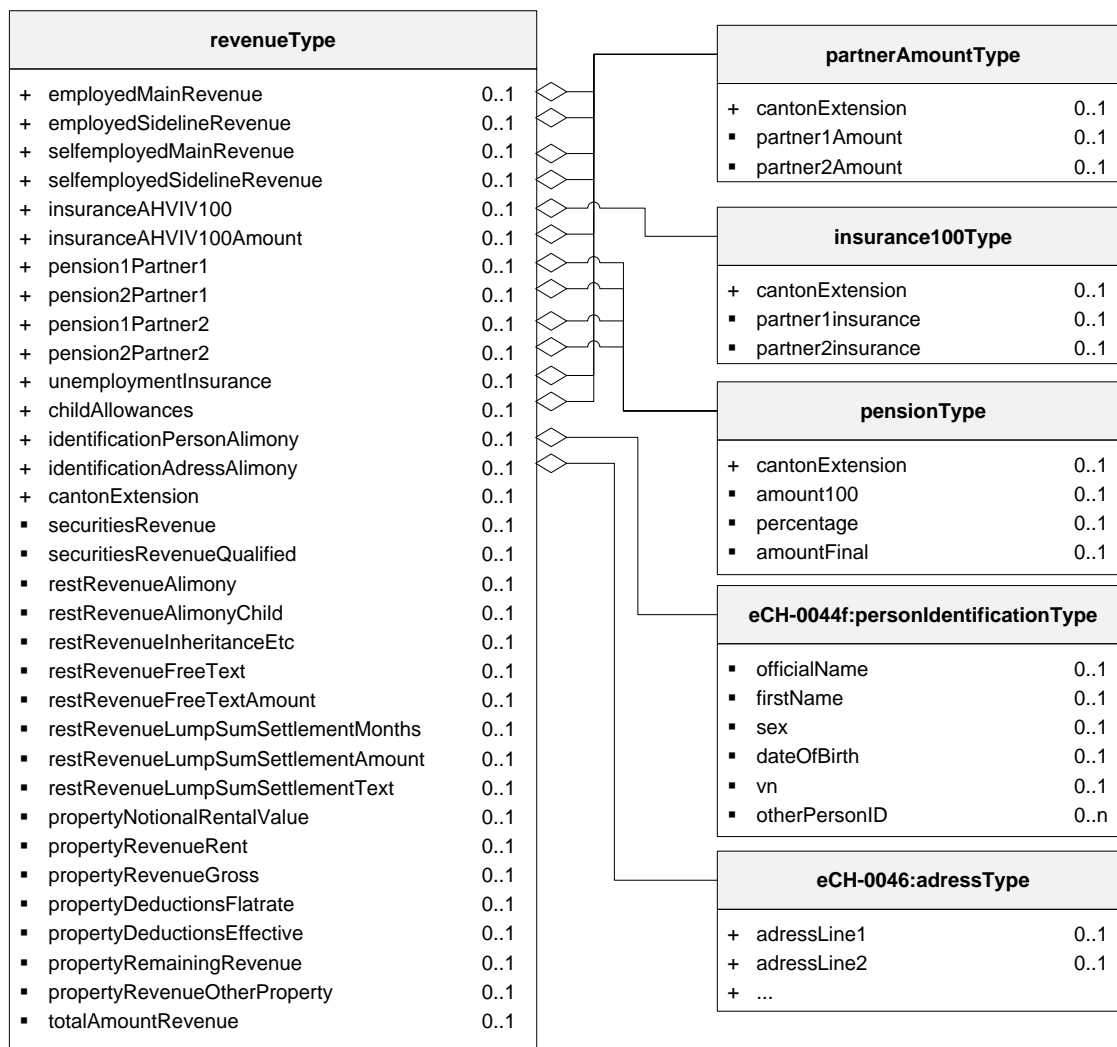 revenueType
+ employedMainRevenue 0..1
+ employedSidelineRevenue 0..1
+ selfemployedMainRevenue 0..1
+ selfemployedSidelineRevenue 0..1
+ insuranceAHVIV100 0..1
+ insuranceAHVIV100Amount 0..1
+ pension1Partner1 0..1
+ pension2Partner1 0..1
+ pension1Partner2 0..1
+ pension2Partner2 0..1
+ unemploymentInsurance 0..1
+ childAllowances 0..1
+ identificationPersonAlimony 0..1
+ identificationAdressAlimony 0..1
+ cantonExtension 0..1
▪ securitiesRevenue 0..1
▪ securitiesRevenueQualified 0..1
▪ restRevenueAlimony 0..1
▪ restRevenueAlimonyChild 0..1
▪ restRevenueInheritanceEtc 0..1
▪ restRevenueFreeText 0..1
▪ restRevenueFreeTextAmount 0..1
▪ restRevenueLumpSumSettlementMonths 0..1
▪ restRevenueLumpSumSettlementAmount 0..1
▪ restRevenueLumpSumSettlementText 0..1
▪ propertyNotionalRentalValue 0..1
▪ propertyRevenueRent 0..1
▪ propertyRevenueGross 0..1
▪ propertyDeductionsFlatrate 0..1
▪ propertyDeductionsEffective 0..1
▪ propertyRemainingRevenue 0..1
▪ propertyRevenueOtherProperty 0..1
▪ totalAmountRevenue 0..1
partnerAmountType
+ cantonExtension 0..1
▪ partner1Amount 0..1
▪ partner2Amount 0..1
insurance100Type
+ cantonExtension 0..1
▪ partner1insurance 0..1
▪ partner2insurance 0..1
pensionType
+ cantonExtension 0..1
▪ amount100 0..1
▪ percentage 0..1
▪ amountFinal 0..1
eCH-0044f:personIdentificationType
▪ officialName 0..1
▪ firstName 0..1
▪ sex 0..1
▪ dateOfBirth 0..1
▪ vn 0..1
▪ otherPersonID 0..n
eCH-0046:adressType
+ adressLine1 0..1
+ adressLine2 0..1
+ ...